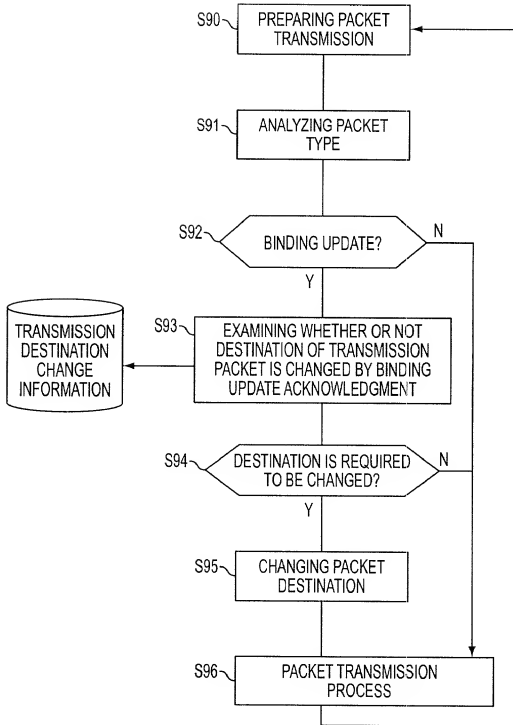 S90
PREPARING PACKET
TRANSMISSION
S91
ANALYZING PACKET
TYPE
S92
BINDING UPDATE?
N
Y
TRANSMISSION
DESTINATION
CHANGE
INFORMATION
S93
EXAMINING WHETHER OR NOT
DESTINATION OF TRANSMISSION
PACKET IS CHANGED BY BINDING
UPDATE ACKNOWLEDGMENT
S94
DESTINATION IS REQUIRED
TO BE CHANGED?
N
Y
S95
CHANGING PACKET
DESTINATION
S96
PACKET TRANSMISSION
PROCESS